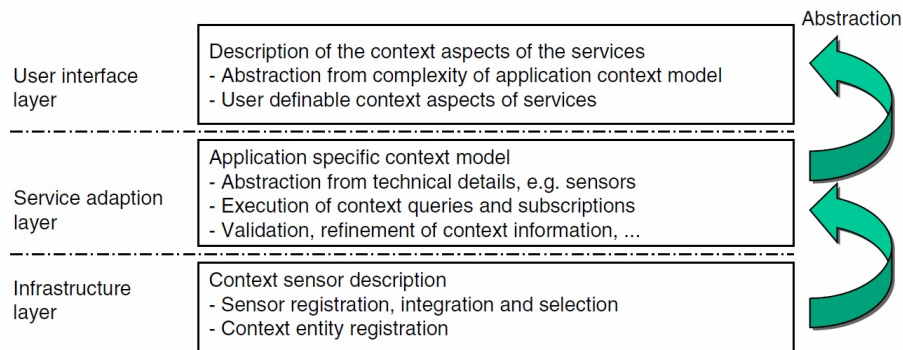 Abstraction
User interface
layer
Description of the context aspects of the services
- Abstraction from complexity of application context model
- User definable context aspects of services
Service adaption
layer
Application specific context model
- Abstraction from technical details, e.g. sensors
- Execution of context queries and subscriptions
- Validation, refinement of context information, ...
Infrastructure
layer
Context sensor description
- Sensor registration, integration and selection
- Context entity registration